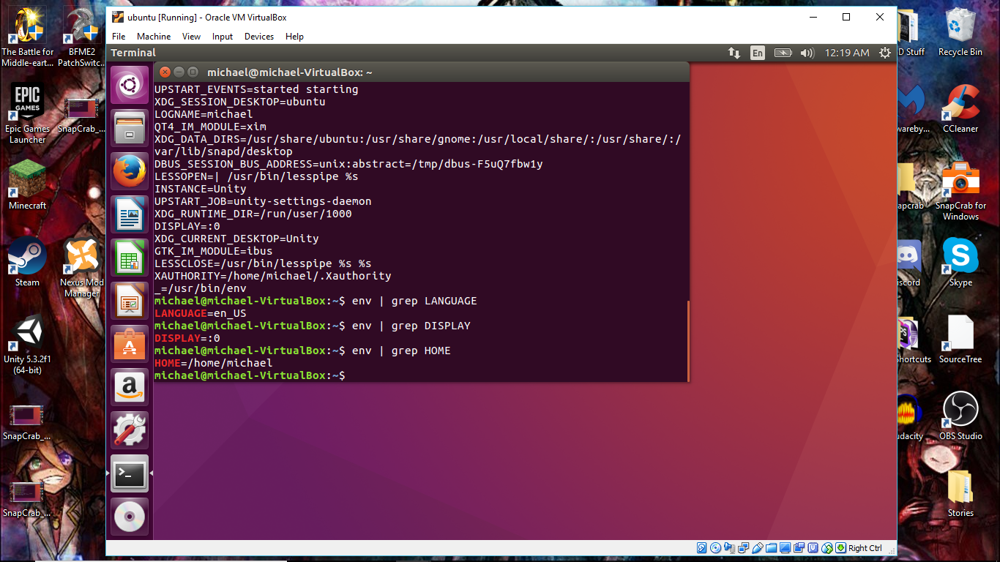 ubuntu [Running] - Oracle VM VirtualBox
File Machine View Input Devices Help
Terminal
En
12:19 AM
michael@michael-VirtualBox: ~
UPSTART_EVENTS=started starting
XDG_SESSION_DESKTOP=ubuntu
LOGNAME=michael
QT4_IM_MODULE=xim
XDG_DATA_DIRS=/usr/share/ubuntu:/usr/share/gnome:/usr/local/share/:/usr/share/:/
var/lib/snapd/desktop
DBUS_SESSION_BUS_ADDRESS=unix:abstract=/tmp/dbus-F5uQ7fbw1y
LESSOPEN=| /usr/bin/lesspipe %s
INSTANCE=Unity
UPSTART_JOB=unity-settings-daemon
XDG_RUNTIME_DIR=/run/user/1000
DISPLAY=:0
XDG_CURRENT_DESKTOP=Unity
GTK_IM_MODULE=ibus
LESSCLOSE=/usr/bin/lesspipe %s %s
XAUTHORITY=/home/michael/.Xauthority
_=/usr/bin/env
michael@michael-VirtualBox:~$ env | grep LANGUAGE
LANGUAGE=en_US
michael@michael-VirtualBox:~$ env | grep DISPLAY
DISPLAY=:0
michael@michael-VirtualBox:~$ env | grep HOME
HOME=/home/michael
michael@michael-VirtualBox:~$
Right Ctrl
The Battle for
Middle-eart...
BFME2
PatchSwitc...
EPIC
GAMES
Epic Games
Launcher
SnapCrab_...
Minecraft
Steam
Nexus Mod
Manager
Unity 5.3.2f1
(64-bit)
SnapCrab_...
SnapCrab_...
D Stuff
Recycle Bin
wareby...
CCleaner
apcrab
SnapCrab for
Windows
iscord
Skype
hortcuts
SourceTree
udacity
OBS Studio
Stories